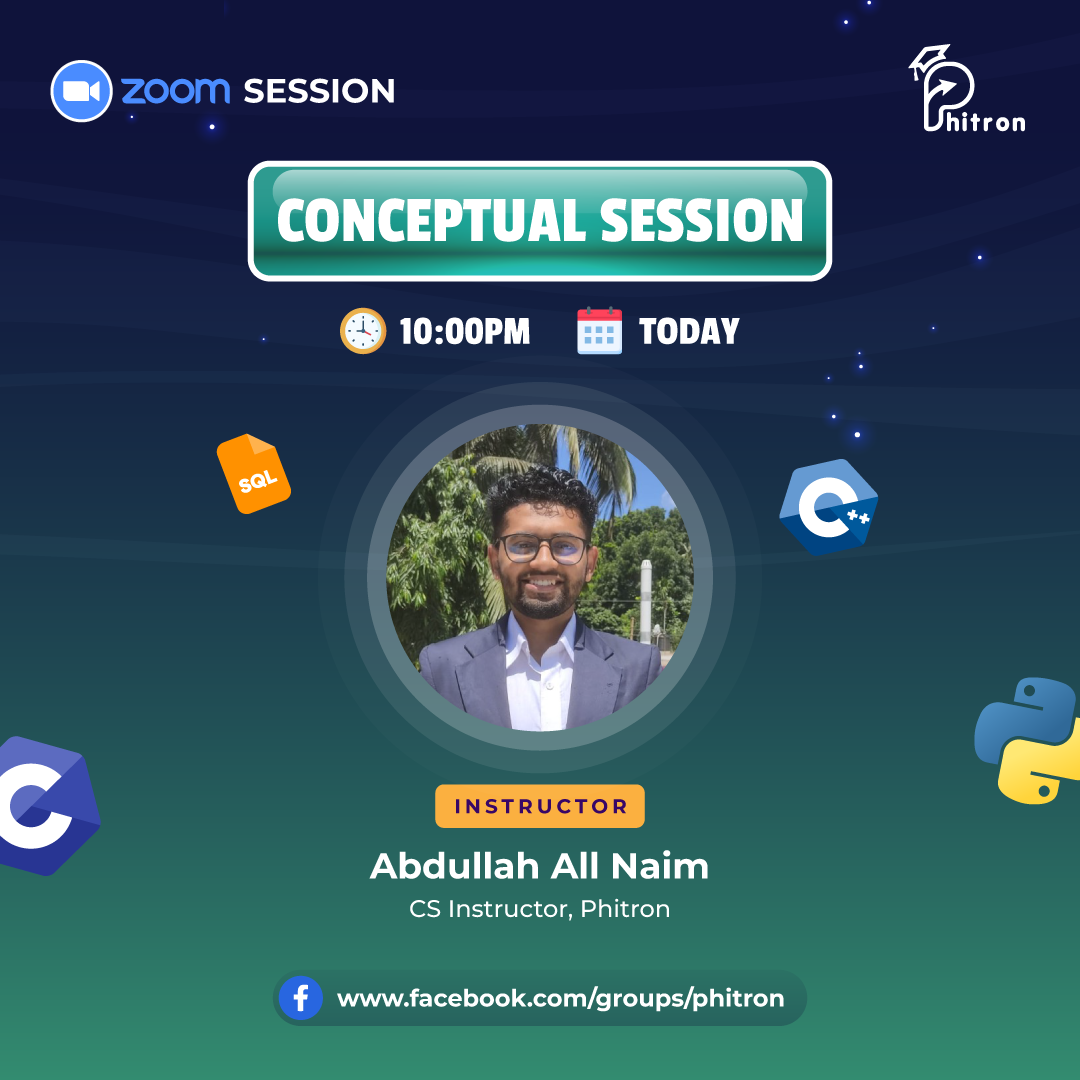 zoom SESSION
Phitron
CONCEPTUAL SESSION
10:00PM TODAY
SQL
C++
C
INSTRUCTOR
Abdullah All Naim
CS Instructor, Phitron
www.facebook.com/groups/phitron